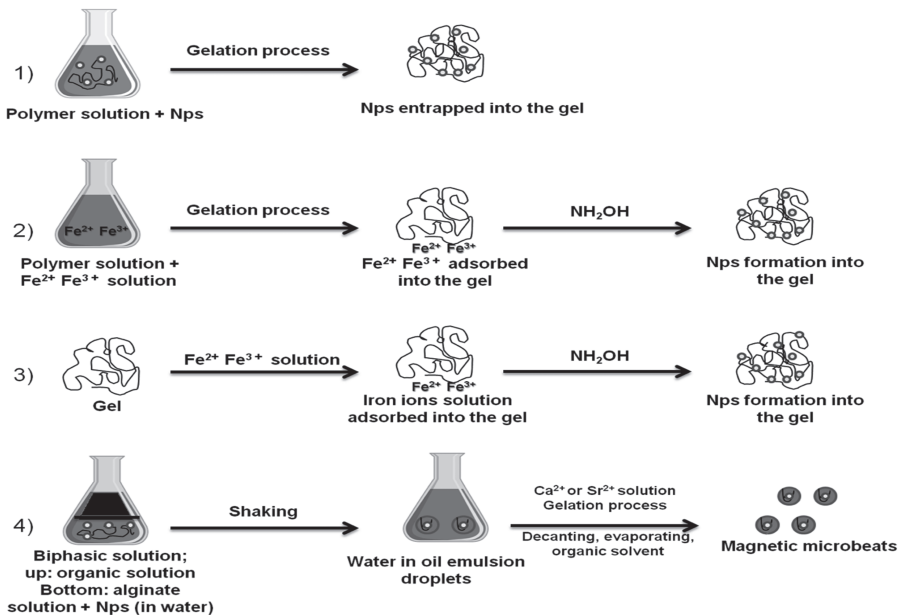 1)
Gelation process
Polymer solution + Nps
Nps entrapped into the gel
2)
Fe²⁺ Fe³⁺
Gelation process
NH₂OH
Polymer solution +
Fe²⁺ Fe³⁺ solution
Fe²⁺ Fe³⁺
Fe²⁺ Fe³⁺ adsorbed
into the gel
Nps formation into
the gel
3)
Gel
Fe²⁺ Fe³⁺ solution
Fe²⁺ Fe³⁺
Iron ions solution
adsorbed into the gel
NH₂OH
Nps formation into
the gel
4)
Biphasic solution;
up: organic solution
Bottom: alginate
solution + Nps (in water)
Shaking
Water in oil emulsion
droplets
Ca²⁺ or Sr²⁺ solution
Gelation process
Decanting, evaporating,
organic solvent
Magnetic microbeats